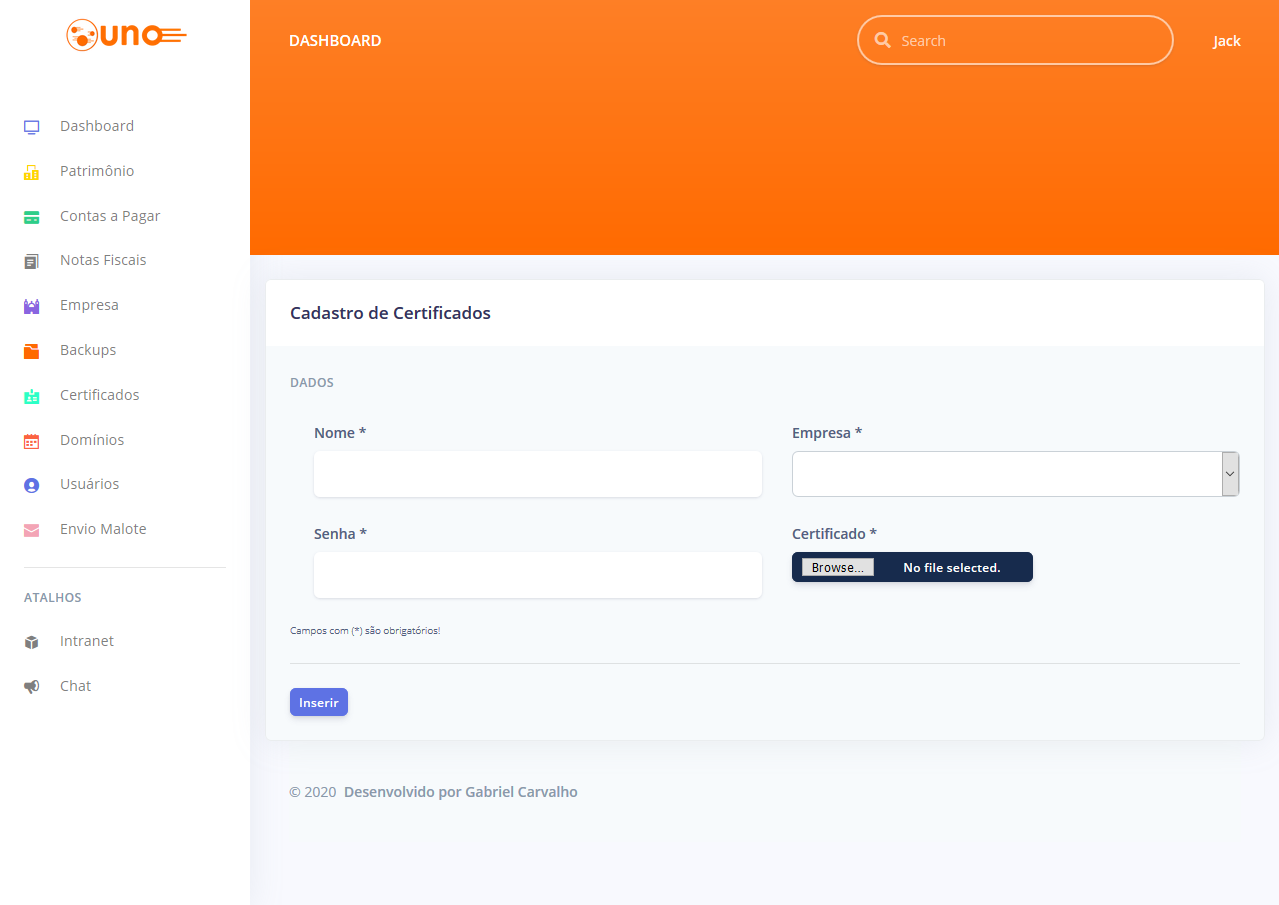 uno
DASHBOARD
Search
Jack
Dashboard
Patrimônio
Contas a Pagar
Notas Fiscais
Empresa
Backups
Certificados
Domínios
Usuários
Envio Malote
ATALHOS
Intranet
Chat
Cadastro de Certificados
DADOS
Nome *
Empresa *
Senha *
Certificado *
Browse... No file selected.
Campos com (*) são obrigatórios!
Inserir
© 2020 Desenvolvido por Gabriel Carvalho